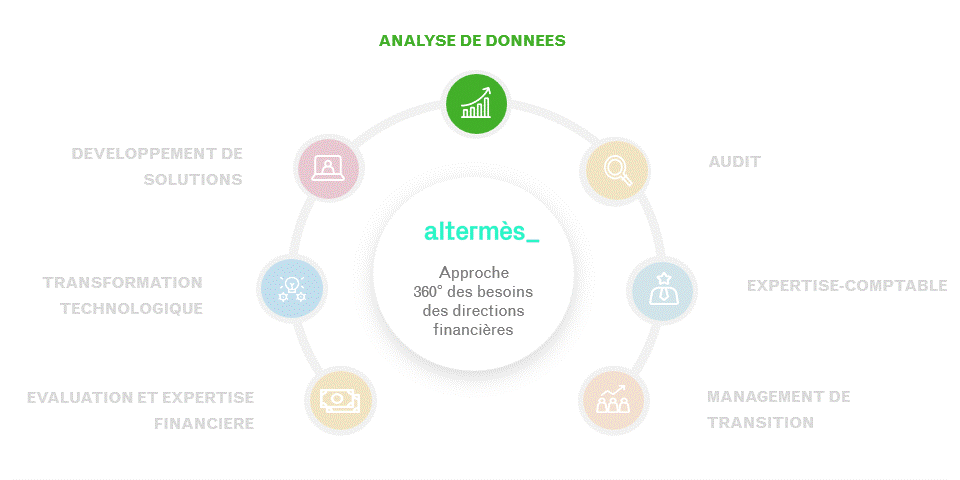 ANALYSE DE DONNEES
DEVELOPPEMENT DE
SOLUTIONS
AUDIT
altermès_
Approche
360° des besoins
des directions
financières
TRANSFORMATION
TECHNOLOGIQUE
EXPERTISE-COMPTABLE
EVALUATION ET EXPERTISE
FINANCIERE
MANAGEMENT DE
TRANSITION